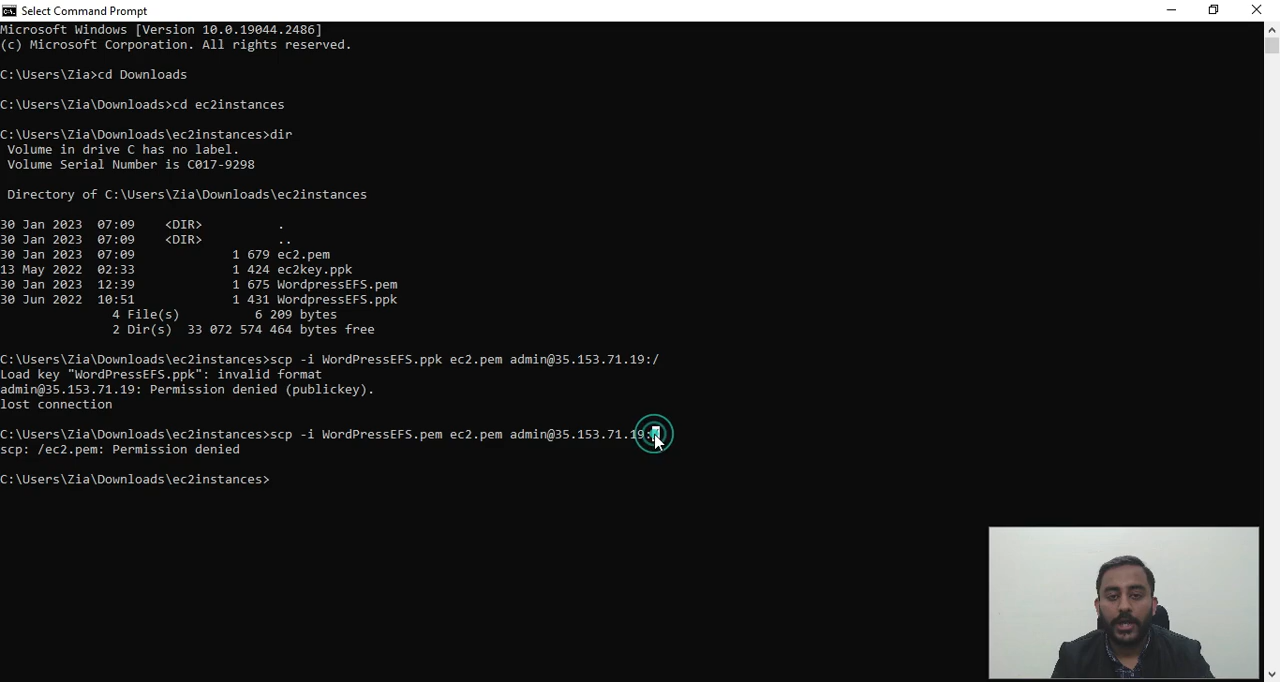 Select Command Prompt
Microsoft Windows [Version 10.0.19044.2486]
(c) Microsoft Corporation. All rights reserved.
C:\Users\Zia>cd Downloads
C:\Users\Zia\Downloads>cd ec2instances
C:\Users\Zia\Downloads\ec2instances>dir
Volume in drive C has no label.
Volume Serial Number is C017-9298
Directory of C:\Users\Zia\Downloads\ec2instances
30 Jan 2023 07:09 <DIR> .
30 Jan 2023 07:09 <DIR> ..
30 Jan 2023 07:09 1 679 ec2.pem
13 May 2022 02:33 1 424 ec2key.ppk
30 Jan 2023 12:39 1 675 WordpressEFS.pem
30 Jun 2022 10:51 1 431 WordpressEFS.ppk
4 File(s) 6 209 bytes
2 Dir(s) 33 072 574 464 bytes free
C:\Users\Zia\Downloads\ec2instances>scp -i WordPressEFS.ppk ec2.pem admin@35.153.71.19:/
Load key "WordPressEFS.ppk": invalid format
admin@35.153.71.19: Permission denied (publickey).
lost connection
C:\Users\Zia\Downloads\ec2instances>scp -i WordPressEFS.pem ec2.pem admin@35.153.71.19:
scp: /ec2.pem: Permission denied
C:\Users\Zia\Downloads\ec2instances>